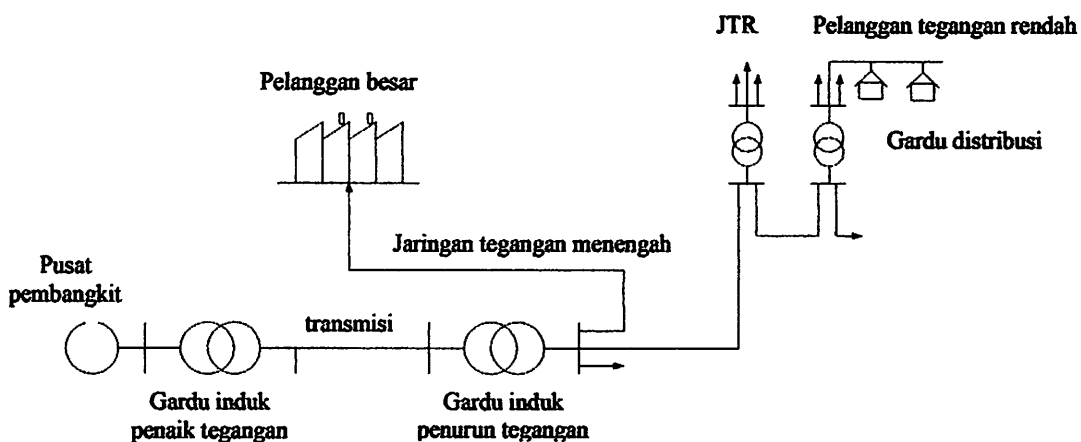 JTR
Pelanggan tegangan rendah
Pelanggan besar
Gardu distribusi
Jaringan tegangan menengah
Pusat
pembangkit
transmisi
Gardu induk
penaik tegangan
Gardu induk
penurun tegangan